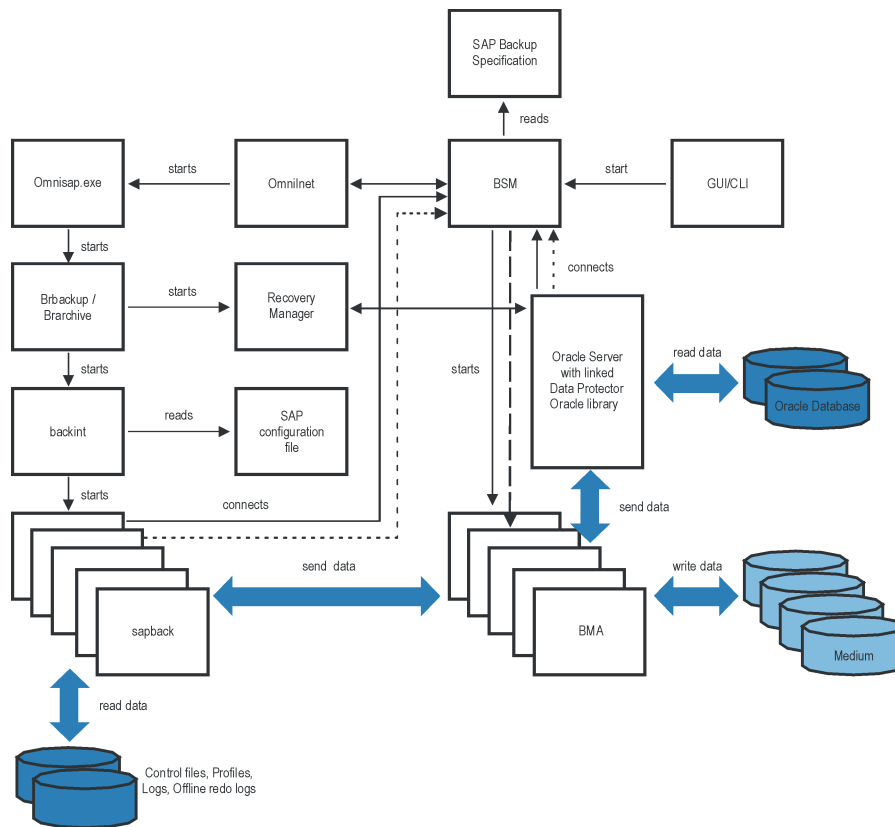 SAP Backup
Specification
reads
Omnisap.exe
starts
OmniInet
BSM
start
GUI/CLI
starts
connects
Brbackup /
Brarchive
starts
Recovery
Manager
Oracle Server
with linked
Data Protector
Oracle library
read data
Oracle Database
starts
starts
backint
reads
SAP
configuration
file
starts
connects
send data
send data
write data
sapback
BMA
Medium
read data
Control files, Profiles,
Logs, Offline redo logs